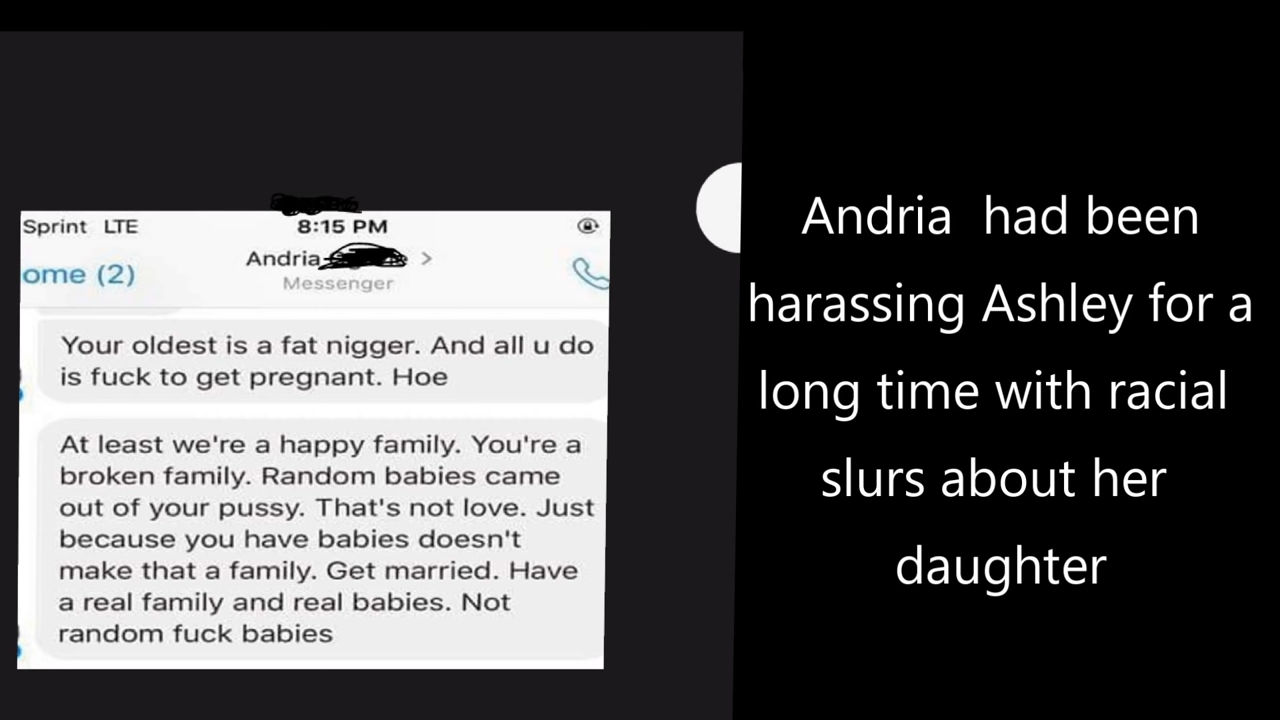 Sprint LTE 8:15 PM
ome (2) Andria >
Messenger
Your oldest is a fat nigger. And all u do
is fuck to get pregnant. Hoe
At least we're a happy family. You're a
broken family. Random babies came
out of your pussy. That's not love. Just
because you have babies doesn't
make that a family. Get married. Have
a real family and real babies. Not
random fuck babies
Andria had been
harassing Ashley for a
long time with racial
slurs about her
daughter